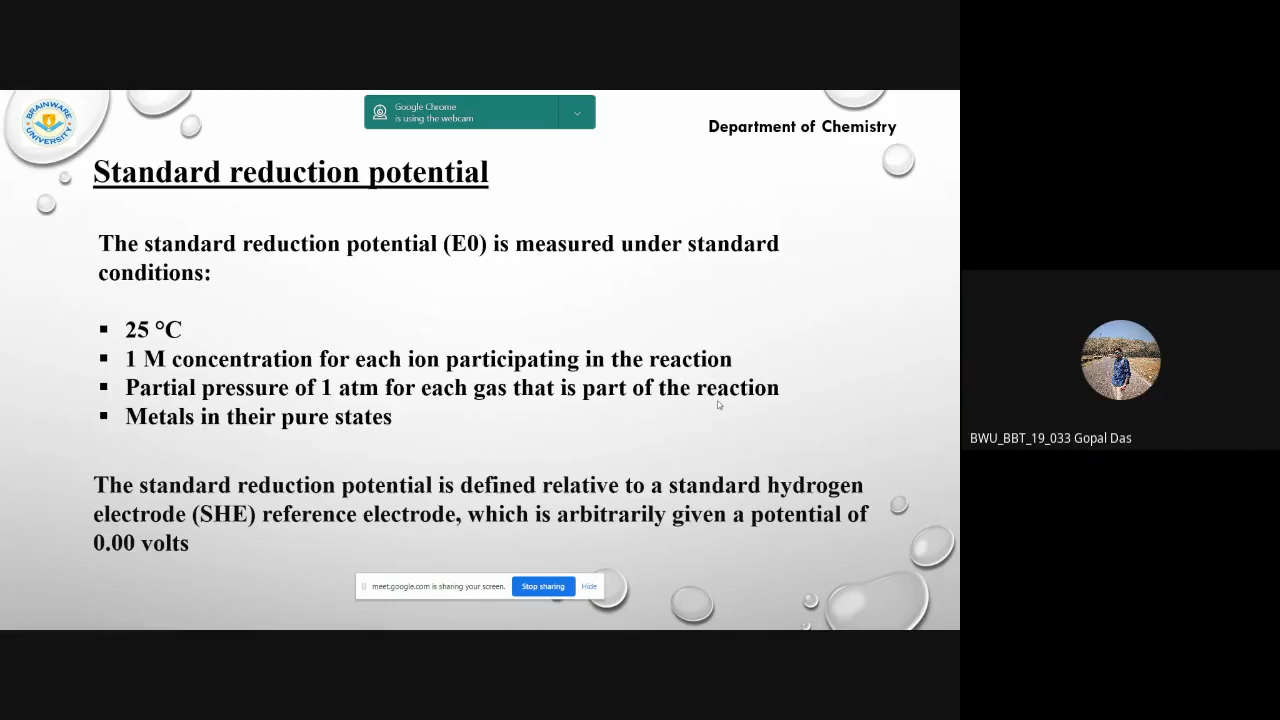 BRAINWARE
UNIVERSITY
Google Chrome
is using the webcam
Department of Chemistry
Standard reduction potential
The standard reduction potential (E0) is measured under standard
conditions:
▪ 25 °C
▪ 1 M concentration for each ion participating in the reaction
▪ Partial pressure of 1 atm for each gas that is part of the reaction
▪ Metals in their pure states
The standard reduction potential is defined relative to a standard hydrogen
electrode (SHE) reference electrode, which is arbitrarily given a potential of
0.00 volts
meet.google.com is sharing your screen. Stop sharing Hide
BWU_BBT_19_033 Gopal Das